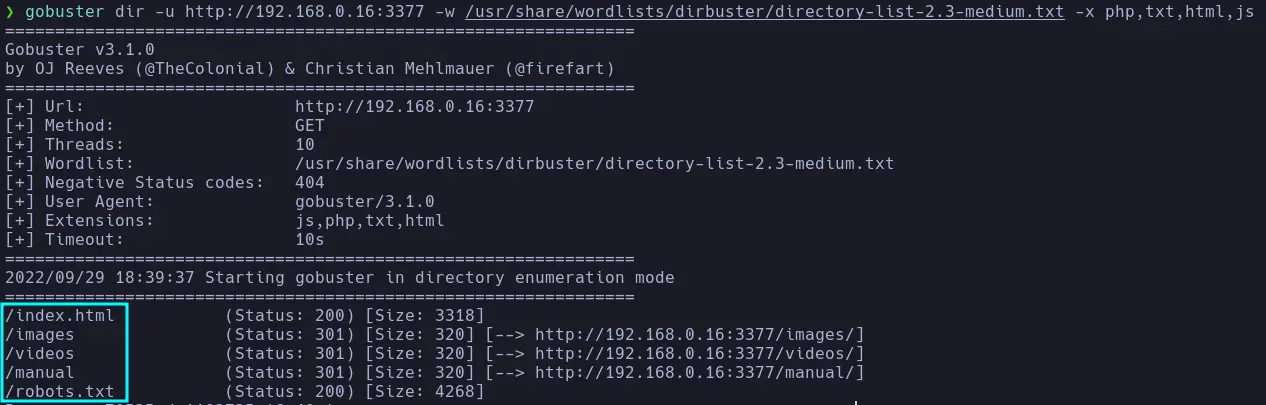 ❯ gobuster dir -u http://192.168.0.16:3377 -w /usr/share/wordlists/dirbuster/directory-list-2.3-medium.txt -x php,txt,html,js
===============================================================
Gobuster v3.1.0
by OJ Reeves (@TheColonial) & Christian Mehlmauer (@firefart)
===============================================================
[+] Url:                     http://192.168.0.16:3377
[+] Method:                  GET
[+] Threads:                 10
[+] Wordlist:                /usr/share/wordlists/dirbuster/directory-list-2.3-medium.txt
[+] Negative Status codes:   404
[+] User Agent:              gobuster/3.1.0
[+] Extensions:              js,php,txt,html
[+] Timeout:                 10s
===============================================================
2022/09/29 18:39:37 Starting gobuster in directory enumeration mode
===============================================================
/index.html           (Status: 200) [Size: 3318]
/images               (Status: 301) [Size: 320] [--> http://192.168.0.16:3377/images/]
/videos               (Status: 301) [Size: 320] [--> http://192.168.0.16:3377/videos/]
/manual               (Status: 301) [Size: 320] [--> http://192.168.0.16:3377/manual/]
/robots.txt           (Status: 200) [Size: 4268]